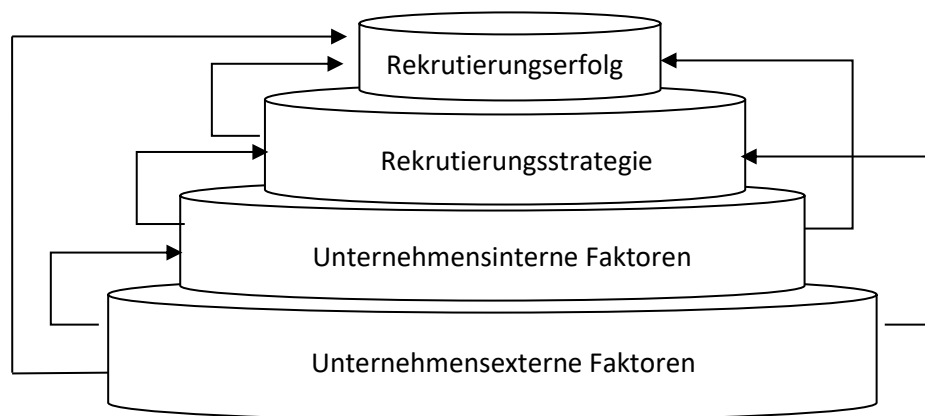 Rekrutierungserfolg
Rekrutierungsstrategie
Unternehmensinterne Faktoren
Unternehmensexterne Faktoren